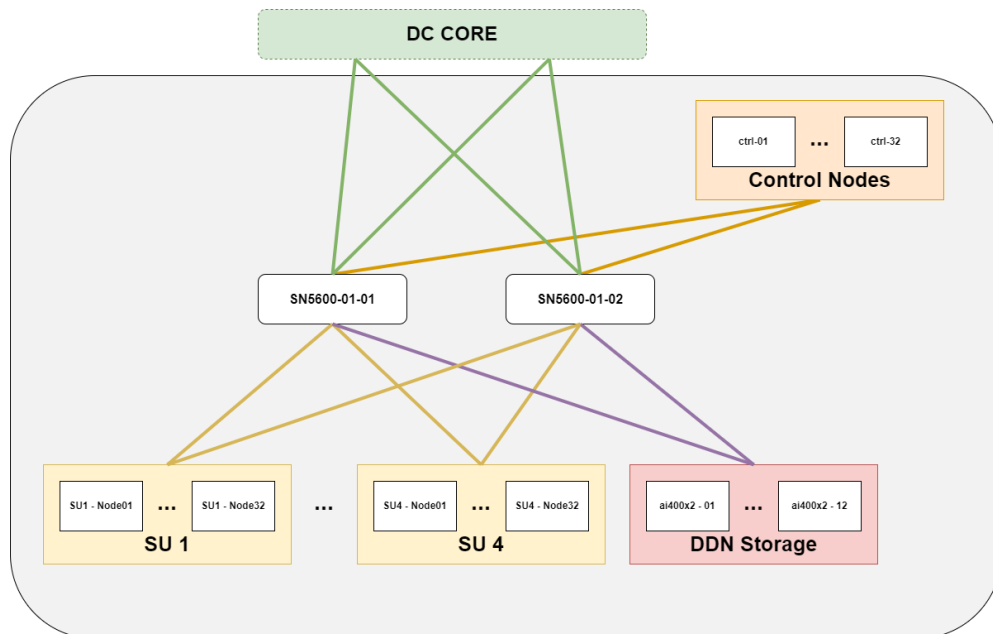 DC CORE
ctrl-01 ... ctrl-32
Control Nodes
SN5600-01-01 SN5600-01-02
SU1 - Node01 ... SU1 - Node32 ... SU4 - Node01 ... SU4 - Node32 ai400x2 - 01 ... ai400x2 - 12
SU 1 SU 4 DDN Storage